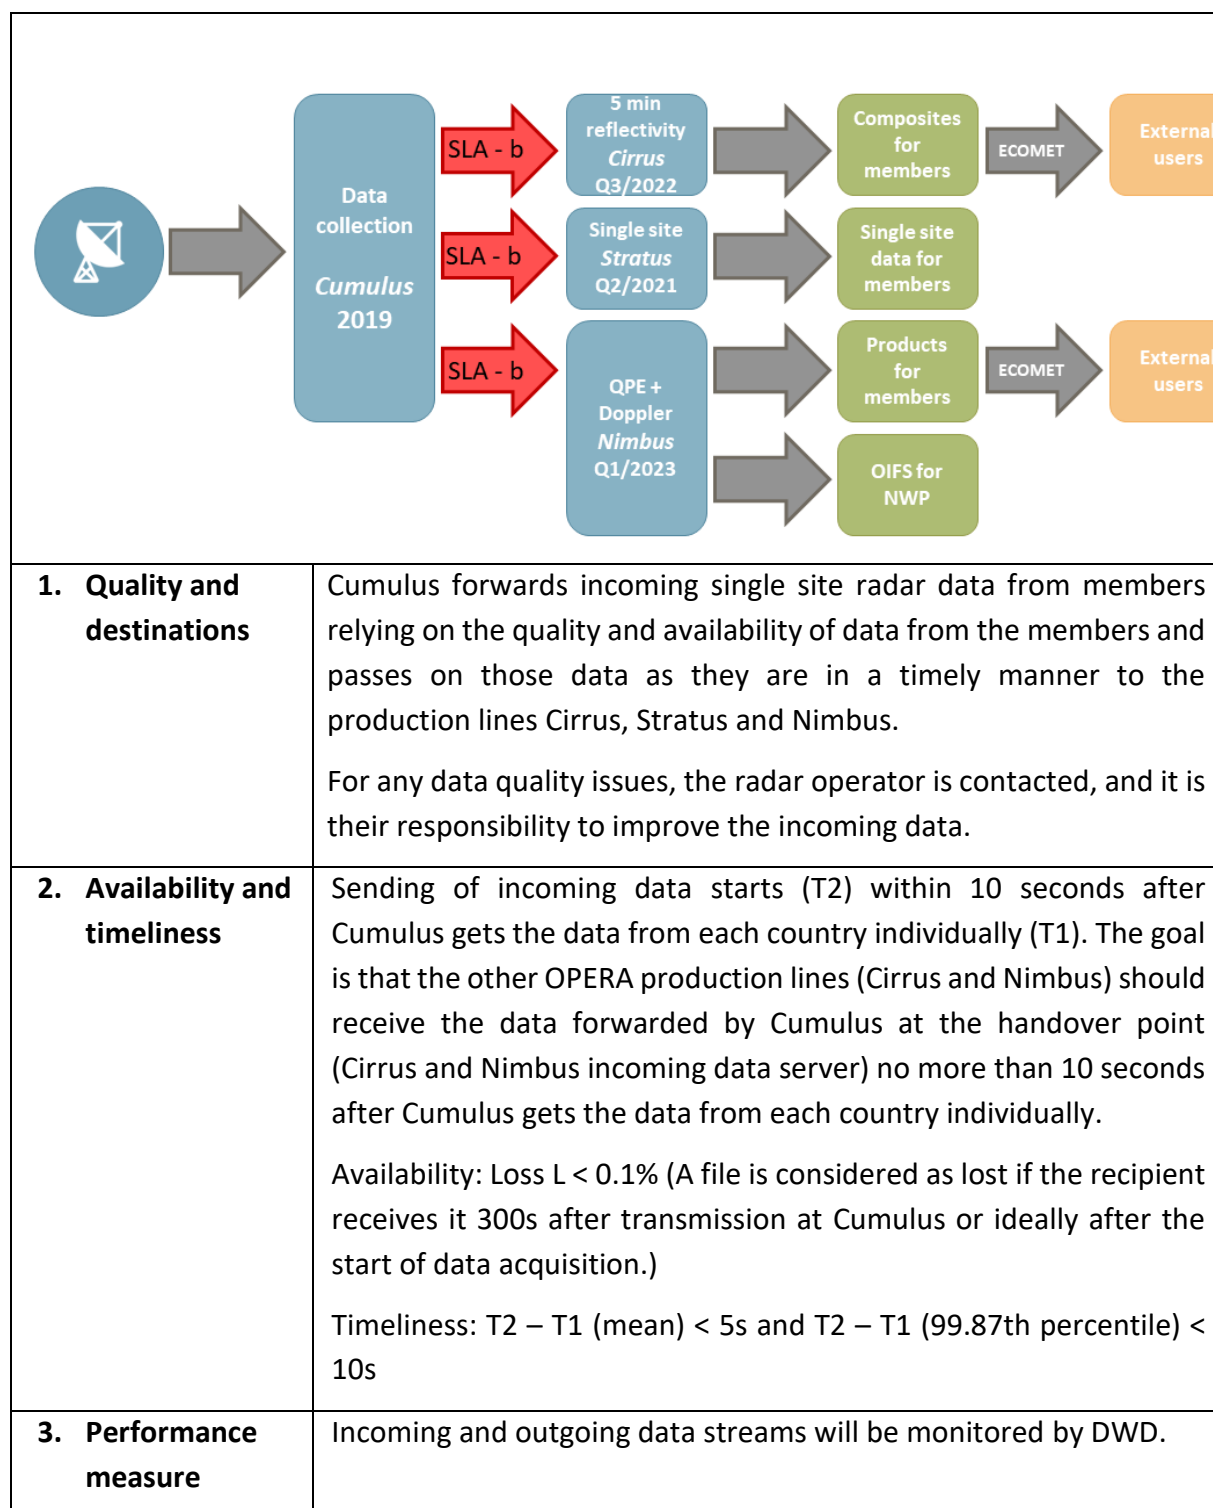 5 min
reflectivity
Cirrus
Q3/2022
Composites
for
members
External
users
SLA - b
ECOMET
Data
collection
Cumulus
2019
SLA - b
Single site
Stratus
Q2/2021
Single site
data for
members
SLA - b
QPE +
Doppler
Nimbus
Q1/2023
Products
for
members
ECOMET
External
users
OIFS for
NWP
1. Quality and
destinations
Cumulus forwards incoming single site radar data from members
relying on the quality and availability of data from the members and
passes on those data as they are in a timely manner to the
production lines Cirrus, Stratus and Nimbus.
For any data quality issues, the radar operator is contacted, and it is
their responsibility to improve the incoming data.
2. Availability and
timeliness
Sending of incoming data starts (T2) within 10 seconds after
Cumulus gets the data from each country individually (T1). The goal
is that the other OPERA production lines (Cirrus and Nimbus) should
receive the data forwarded by Cumulus at the handover point
(Cirrus and Nimbus incoming data server) no more than 10 seconds
after Cumulus gets the data from each country individually.
Availability: Loss L < 0.1% (A file is considered as lost if the recipient
receives it 300s after transmission at Cumulus or ideally after the
start of data acquisition.)
Timeliness: T2 – T1 (mean) < 5s and T2 – T1 (99.87th percentile) <
10s
3. Performance
measure
Incoming and outgoing data streams will be monitored by DWD.